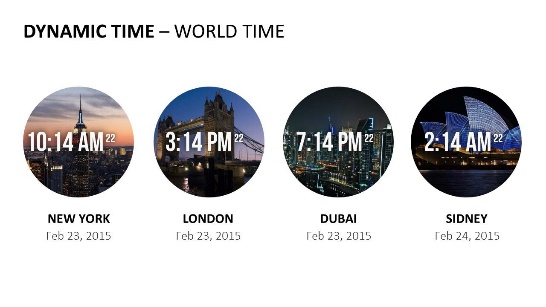 DYNAMIC TIME – WORLD TIME
10:14 AM 22
3:14 PM 22
7:14 PM 22
2:14 AM 22
NEW YORK
LONDON
DUBAI
SIDNEY
Feb 23, 2015
Feb 23, 2015
Feb 23, 2015
Feb 24, 2015